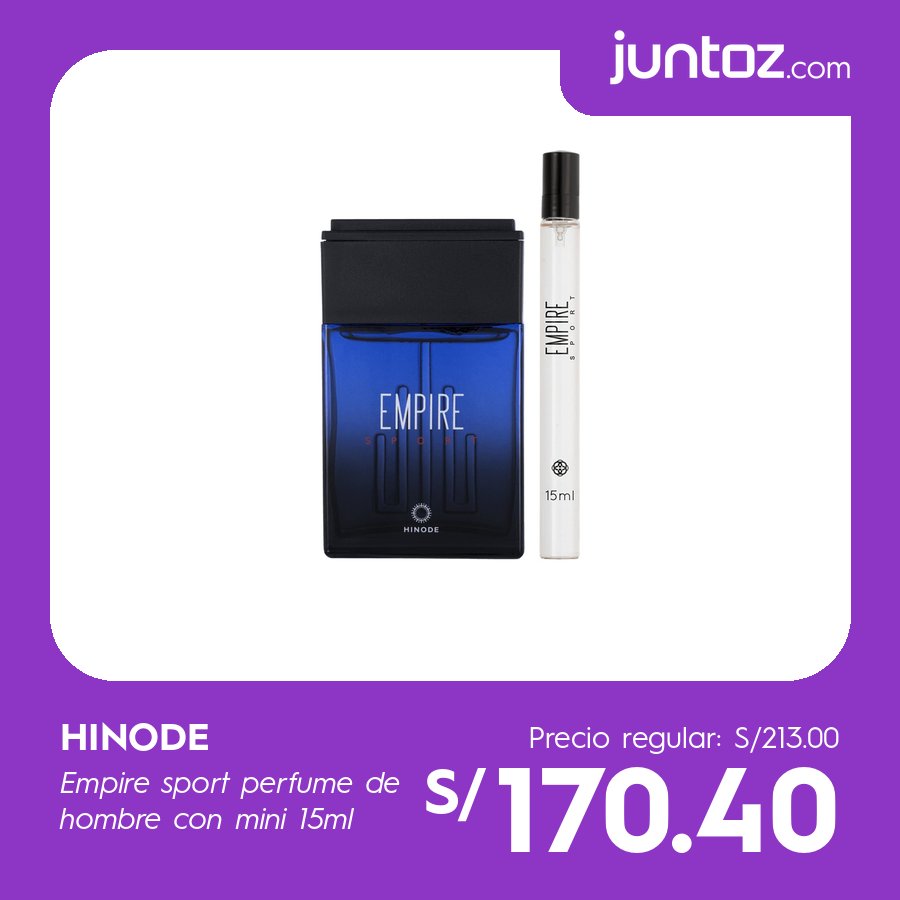 juntoz.com
EMPIRE
SPORT
HINODE
EMPIRE
SPORT
15ml
HINODE
Empire sport perfume de
hombre con mini 15ml
Precio regular: S/213.00
S/170.40